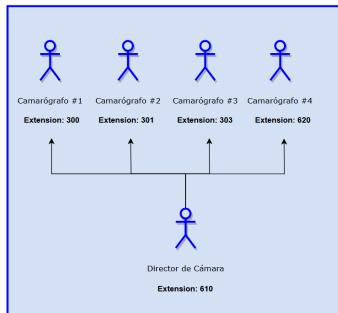 Camarógrafo #1 Camarógrafo #2 Camarógrafo #3 Camarógrafo #4
Extension: 300 Extension: 301 Extension: 303 Extension: 620
Director de Cámara
Extension: 610